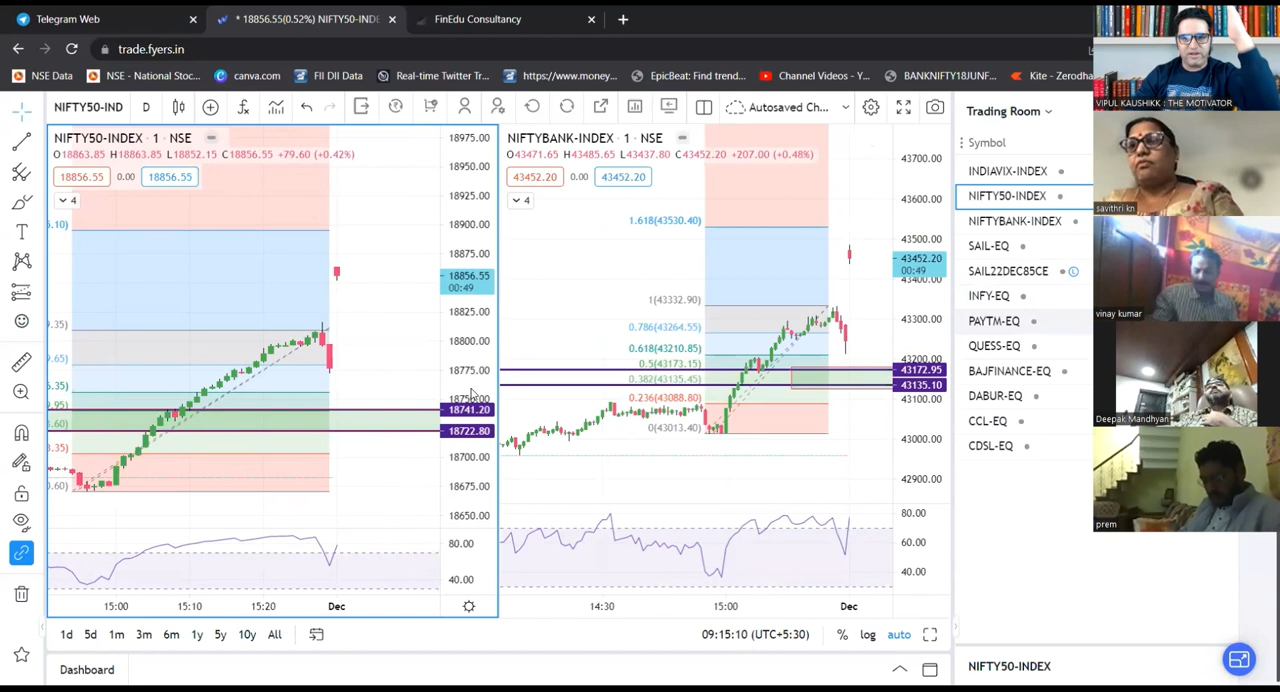 Telegram Web
* 18856.55(0.52%) NIFTY50-INDE
FinEdu Consultancy
trade.fyers.in
NSE Data
NSE - National Stoc...
canva.com
FII DII Data
Real-time Twitter Tr...
https://www.money...
EpicBeat: Find trend...
Channel Videos - Y...
BANKNIFTY18JUNF...
Kite - Zerodha
VIPUL KAUSHIKK : THE MOTIVATOR
NIFTY50-IND
D
Autosaved Ch...
Trading Room
NIFTY50-INDEX · 1 · NSE
O18863.85 H18863.85 L18852.15 C18856.55 +79.60 (+0.42%)
18856.55 0.00 18856.55
4
NIFTYBANK-INDEX · 1 · NSE
O43471.65 H43485.65 L43437.80 C43452.20 +207.00 (+0.48%)
43452.20 0.00 43452.20
4
18975.00
18950.00
18925.00
18900.00
18875.00
18856.55
00:49
18825.00
18800.00
18775.00
18741.20
18722.80
18700.00
18675.00
18650.00
80.00
40.00
1.618(43530.40)
1(43332.90)
0.786(43264.55)
0.618(43210.85)
0.5(43173.15)
0.382(43135.45)
0.236(43088.80)
0(43013.40)
43700.00
43600.00
43500.00
43452.20
00:49
43400.00
43300.00
43200.00
43172.95
43135.10
43100.00
43000.00
42900.00
80.00
60.00
40.00
15:00
15:10
15:20
Dec
14:30
15:00
Dec
1d 5d 1m 3m 6m 1y 5y 10y All
09:15:10 (UTC+5:30)
% log auto
Dashboard
Symbol
INDIAVIX-INDEX
NIFTY50-INDEX
NIFTYBANK-INDEX
SAIL-EQ
SAIL22DEC85CE
L
INFY-EQ
PAYTM-EQ
QUESS-EQ
BAJFINANCE-EQ
DABUR-EQ
CCL-EQ
CDSL-EQ
NIFTY50-INDEX
savithri kn
vinay kumar
Deepak Mandhyan
prem